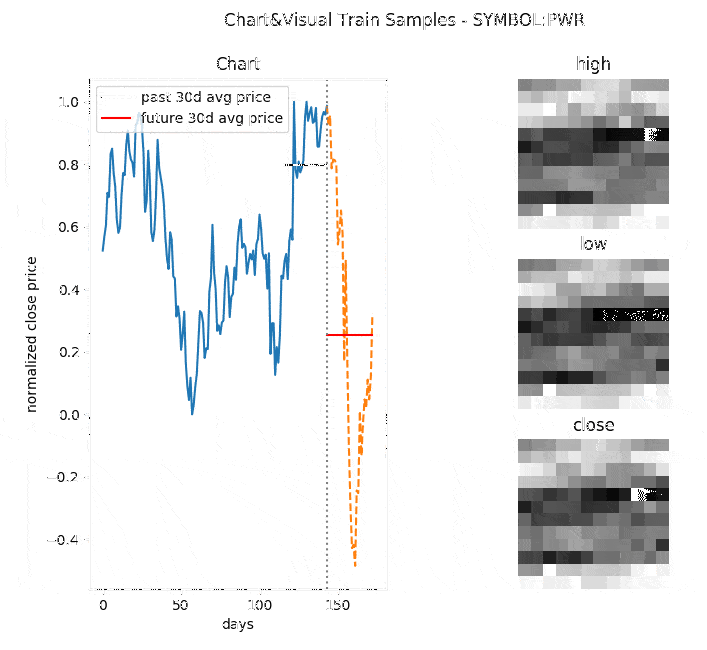 Chart&Visual Train Samples - SYMBOL:PWR
Chart
past 30d avg price
future 30d avg price
1.0
0.8
0.6
0.4
0.2
0.0
−0.2
−0.4
normalized close price
0
50
100
150
days
high
low
close